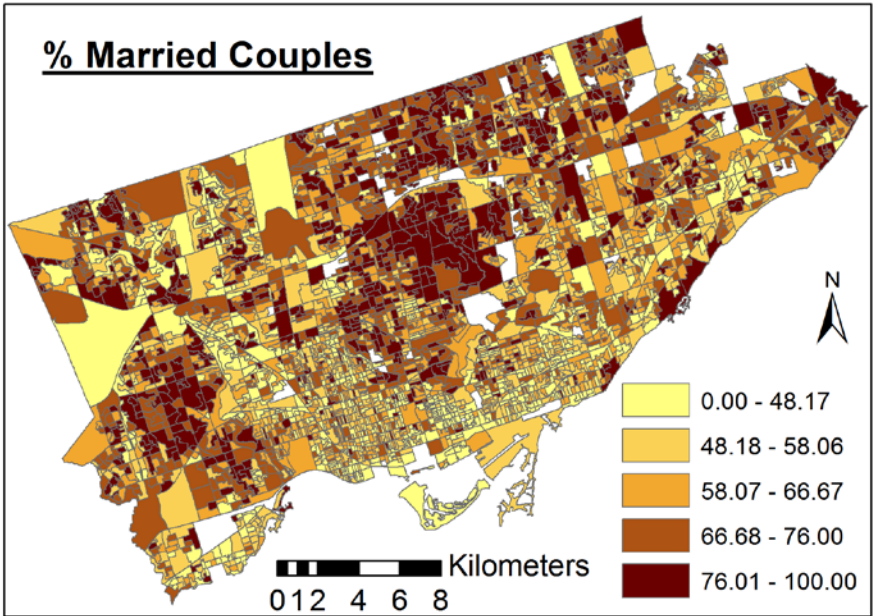 % Married Couples
N
0.00 - 48.17
48.18 - 58.06
58.07 - 66.67
66.68 - 76.00
76.01 - 100.00
Kilometers
0 1 2 4 6 8